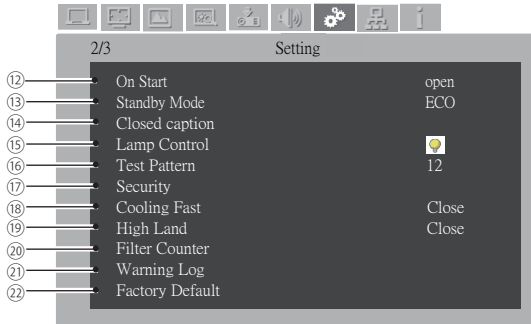 2/3 Setting
⑫ On Start open
⑬ Standby Mode ECO
⑭ Closed caption
⑮ Lamp Control
⑯ Test Pattern 12
⑰ Security
⑱ Cooling Fast Close
⑲ High Land Close
⑳ Filter Counter
㉑ Warning Log
㉒ Factory Default